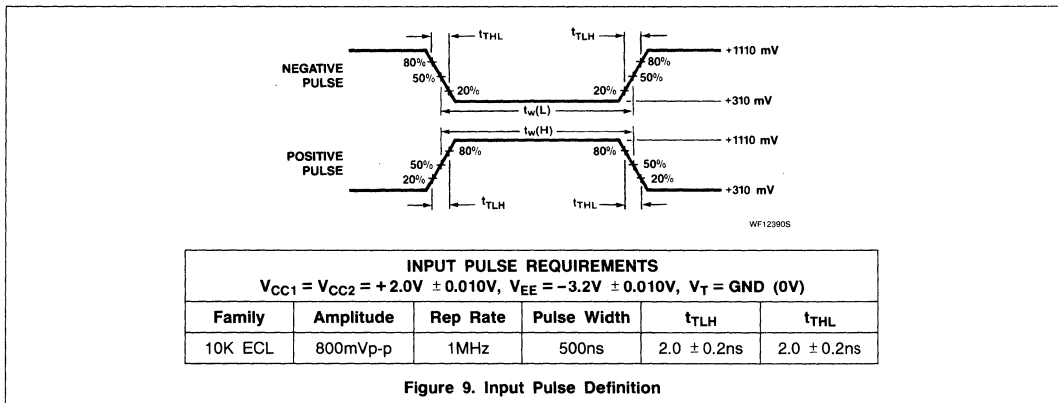 tTHL tTLH
+1110 mV
80% 80%
NEGATIVE PULSE
50% 50%
20% 20%
+310 mV
tw(L)
tw(H)
+1110 mV
80% 80%
POSITIVE PULSE
50% 50%
20% 20%
+310 mV
tTLH tTHL
WF12390S
INPUT PULSE REQUIREMENTS
VCC1 = VCC2 = +2.0V ±0.010V, VEE = −3.2V ±0.010V, VT = GND (0V)
Family Amplitude Rep Rate Pulse Width tTLH tTHL
10K ECL 800mVp-p 1MHz 500ns 2.0 ±0.2ns 2.0 ±0.2ns
Figure 9. Input Pulse Definition